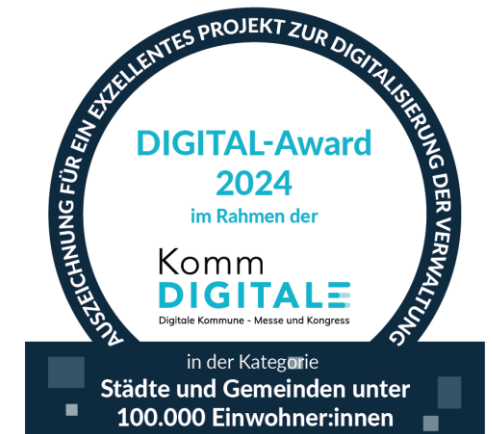 AUSZEICHNUNG FÜR EIN EXZELLENTES PROJEKT ZUR DIGITALISIERUNG DER VERWALTUNG
DIGITAL-Award
2024
im Rahmen der
Komm
DIGITALE
Digitale Kommune - Messe und Kongress
in der Kategorie
Städte und Gemeinden unter
100.000 Einwohner:innen